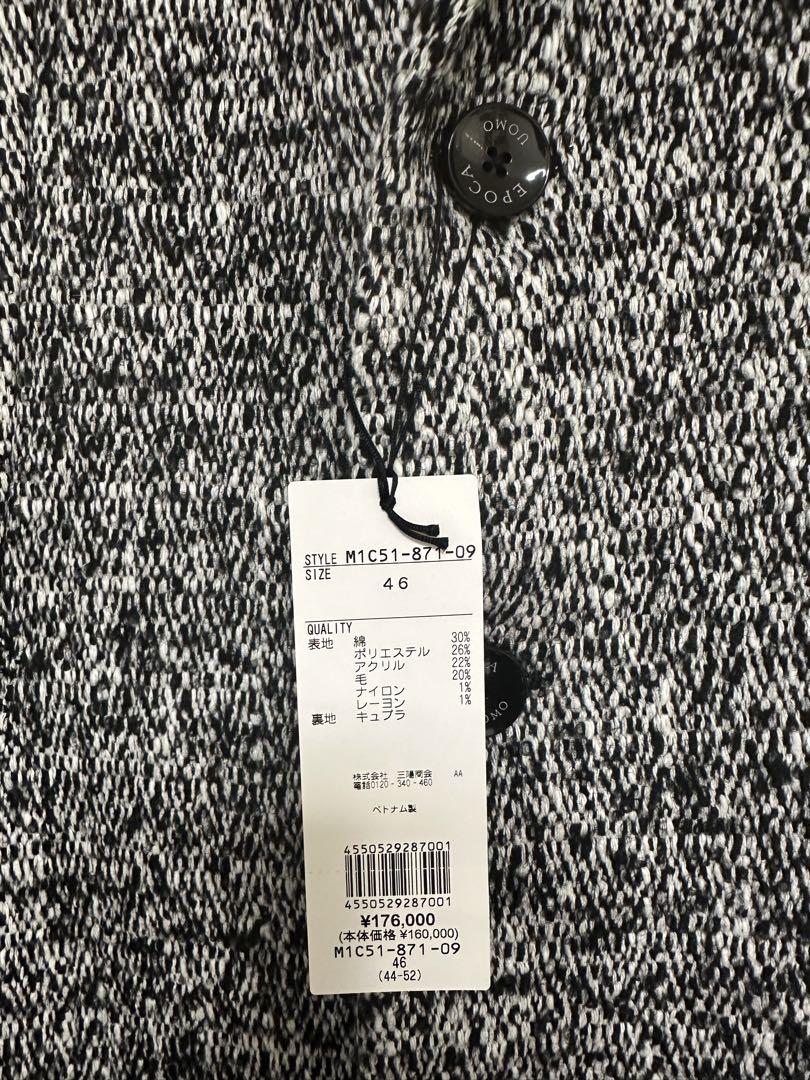 EPOCA UOMO
STYLE M1C51-871-09
SIZE
46
QUALITY
表地 綿 30%
ポリエステル 26%
アクリル 22%
毛 20%
ナイロン 1%
レーヨン 1%
裏地 キュプラ
株式会社 三陽商会 AA
電話0120-340-460
ベトナム製
4550529287001
4550529287001
¥176,000
(本体価格 ¥160,000)
M1C51-871-09
46
(44-52)